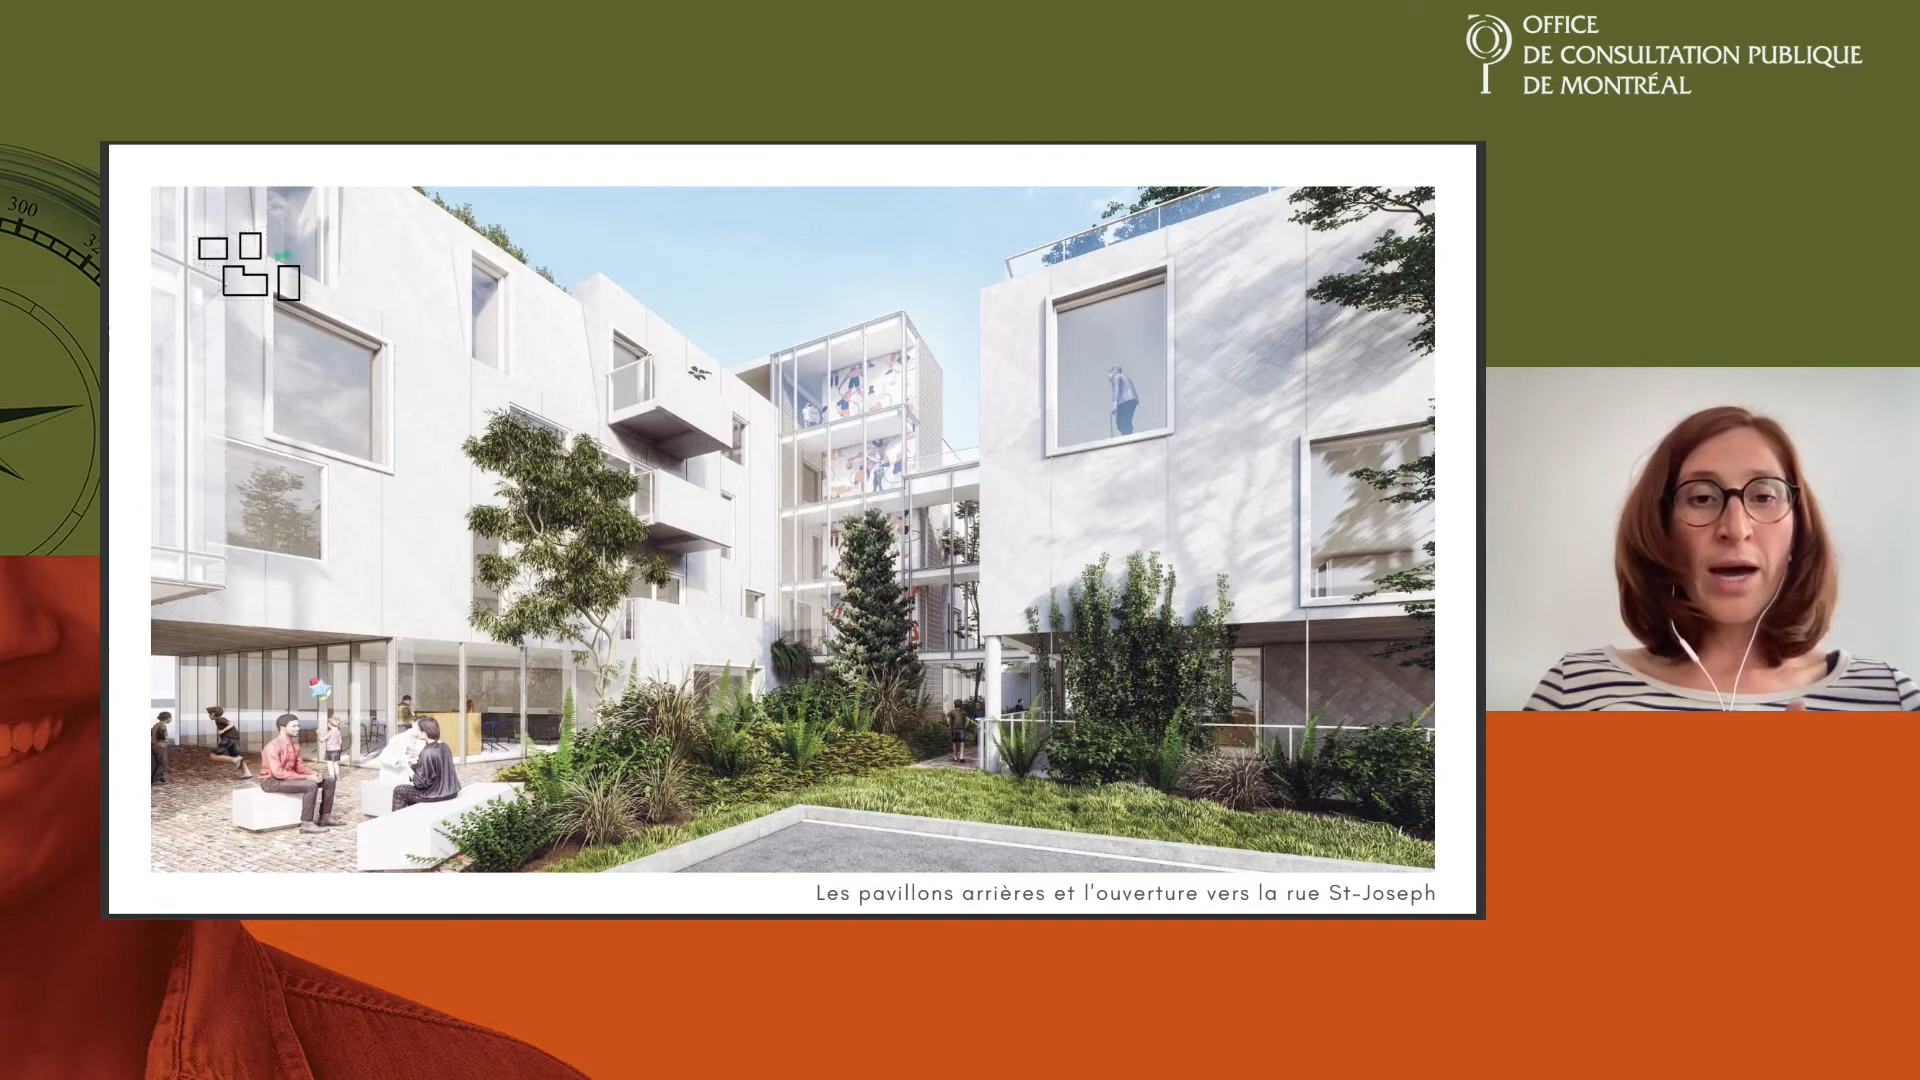 OFFICE
DE CONSULTATION PUBLIQUE
DE MONTRÉAL
300
Les pavillons arrières et l'ouverture vers la rue St-Joseph